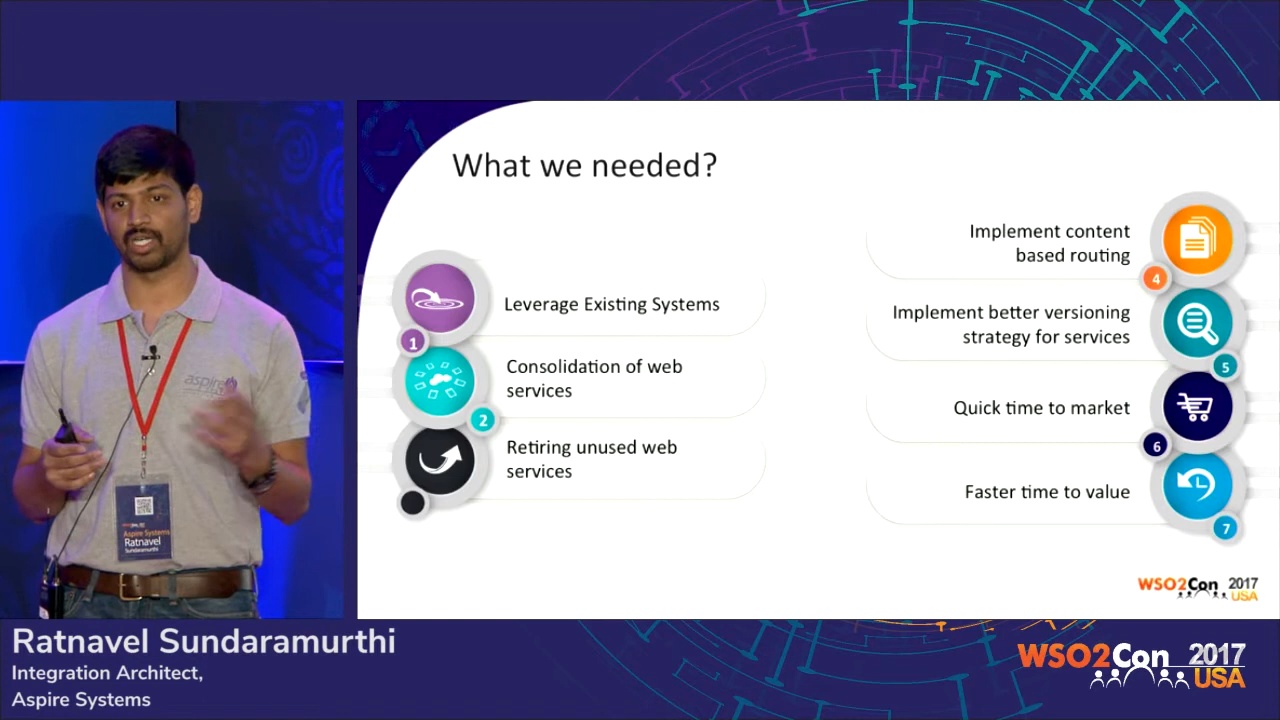 What we needed?
Leverage Existing Systems
1
Consolidation of web
services
2
Retiring unused web
services
Implement content
based routing
4
Implement better versioning
strategy for services
5
Quick time to market
6
Faster time to value
7
WSO2Con 2017
USA
aspire
Aspire Systems
Ratnavel
Sundaramurthi
Ratnavel Sundaramurthi
Integration Architect,
Aspire Systems
WSO2Con 2017
USA